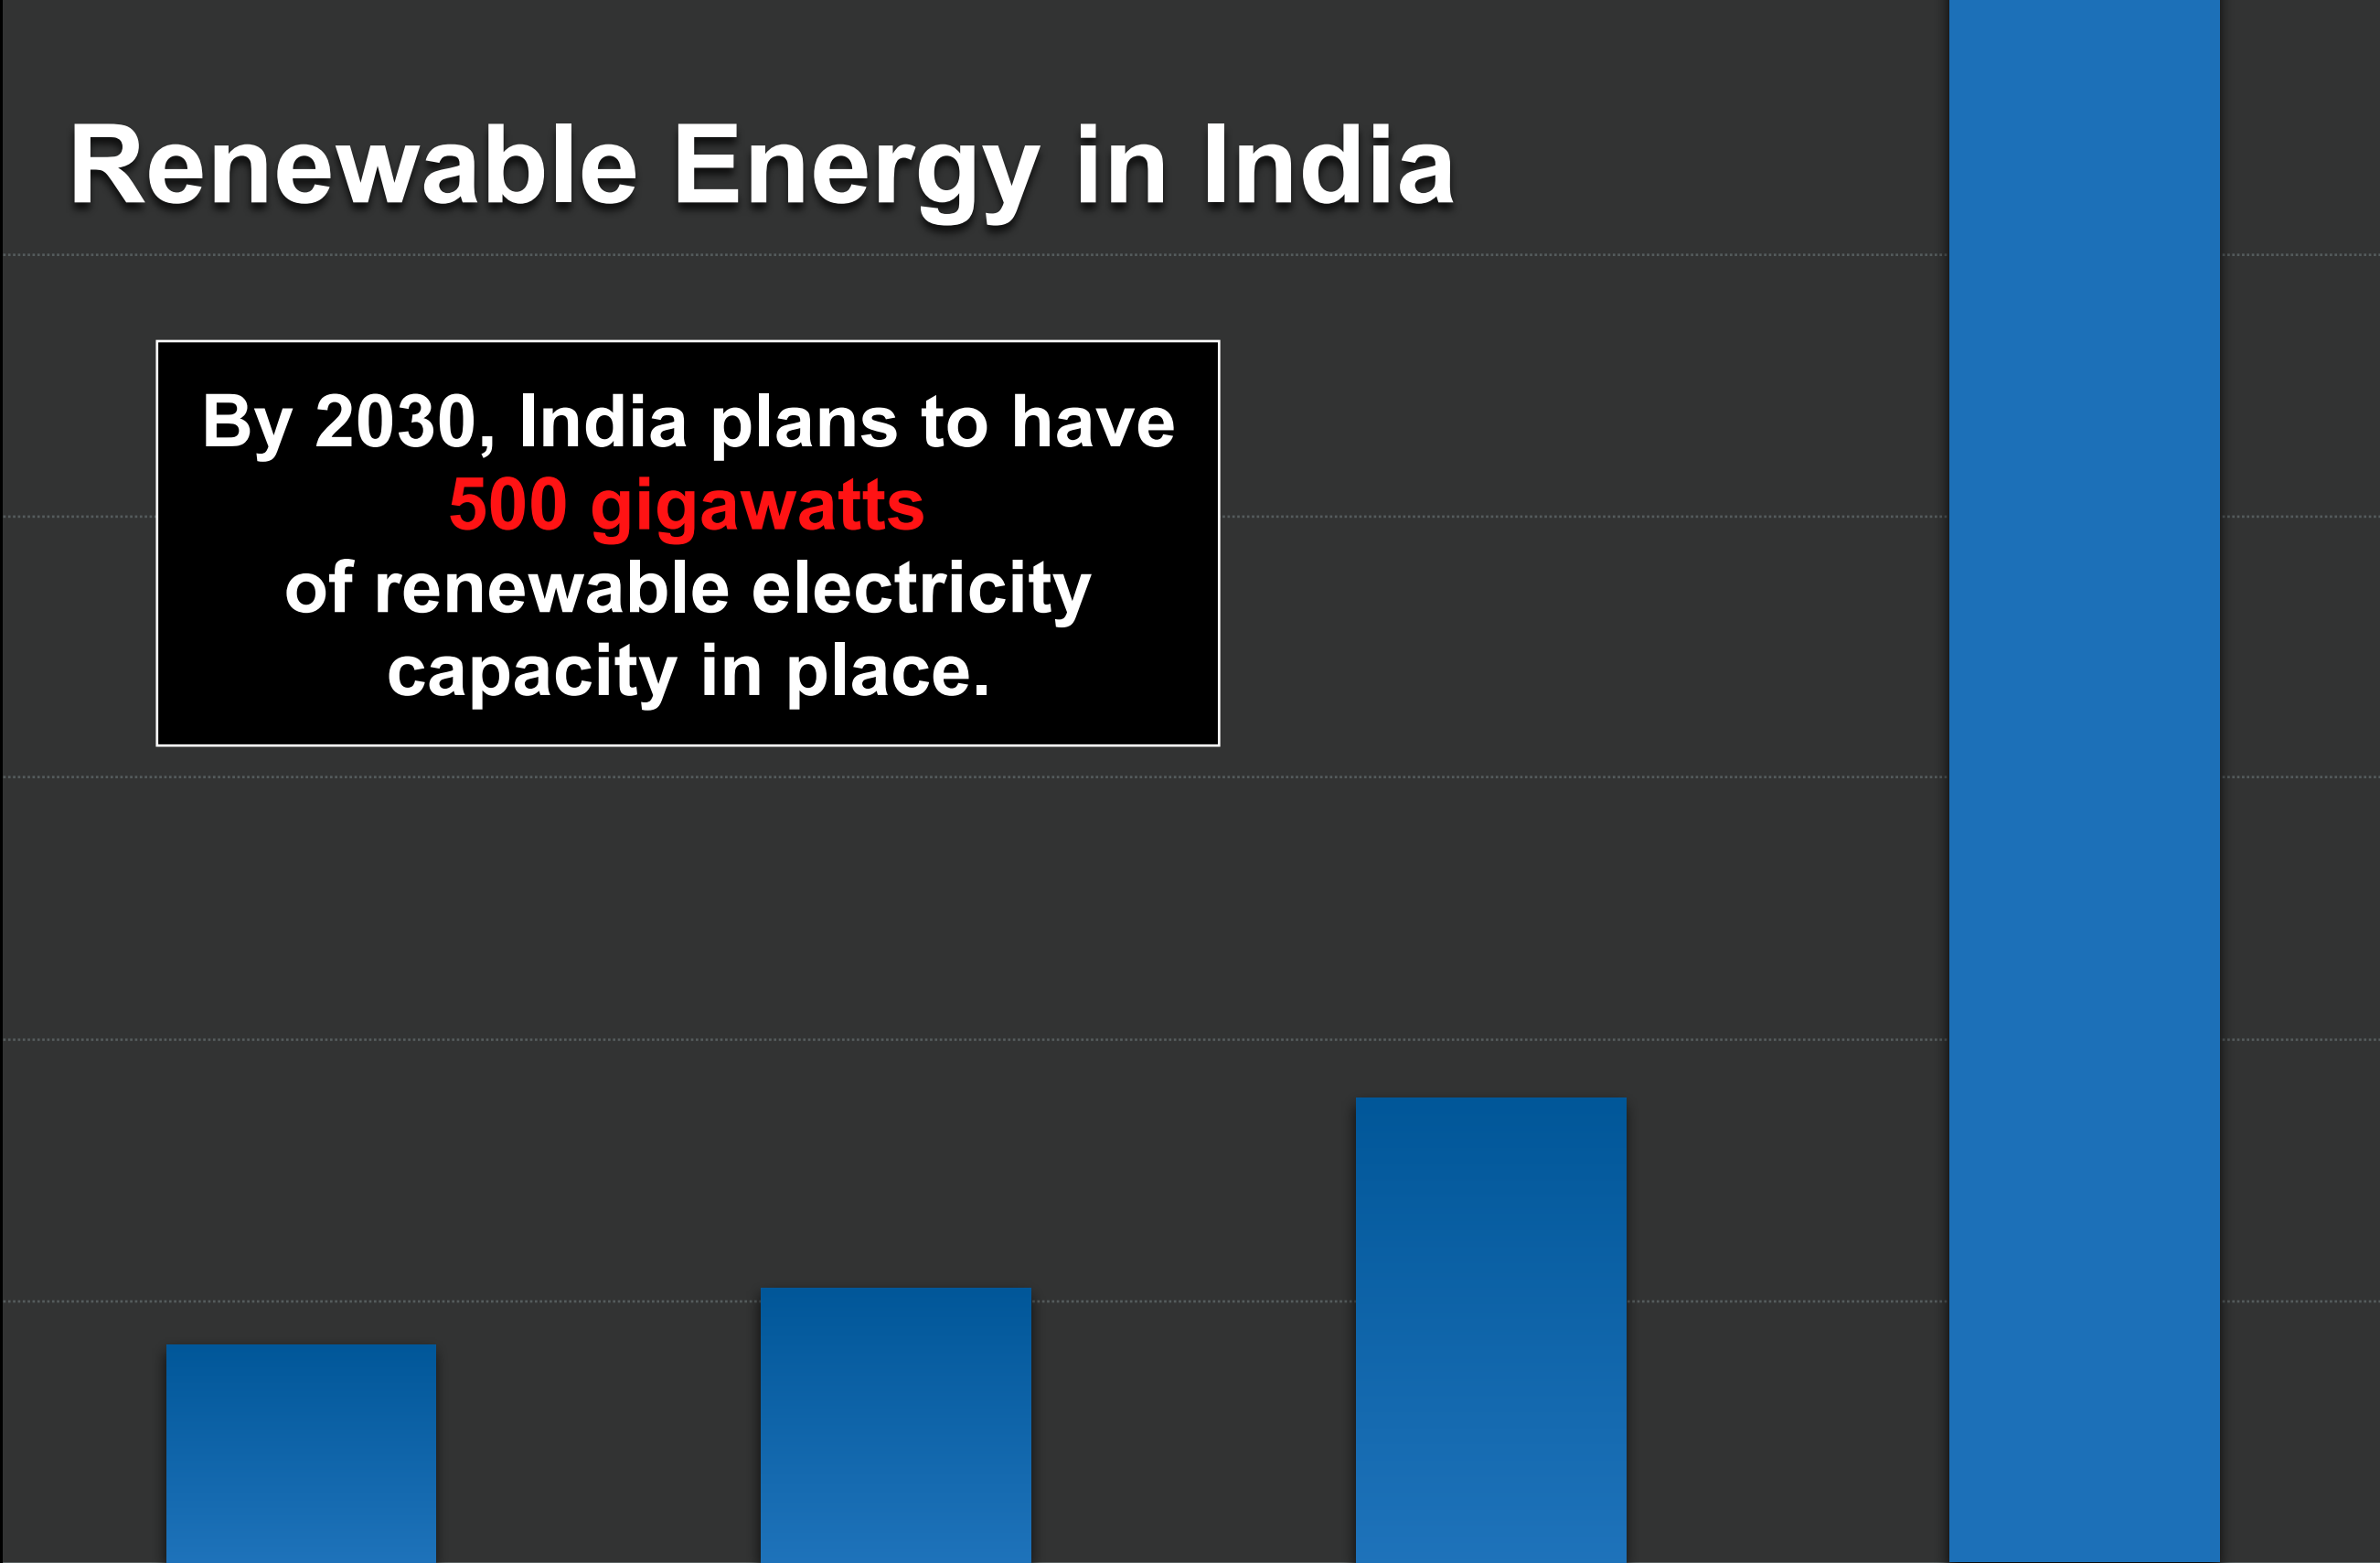 Renewable Energy in India
By 2030, India plans to have
500 gigawatts
of renewable electricity
capacity in place.